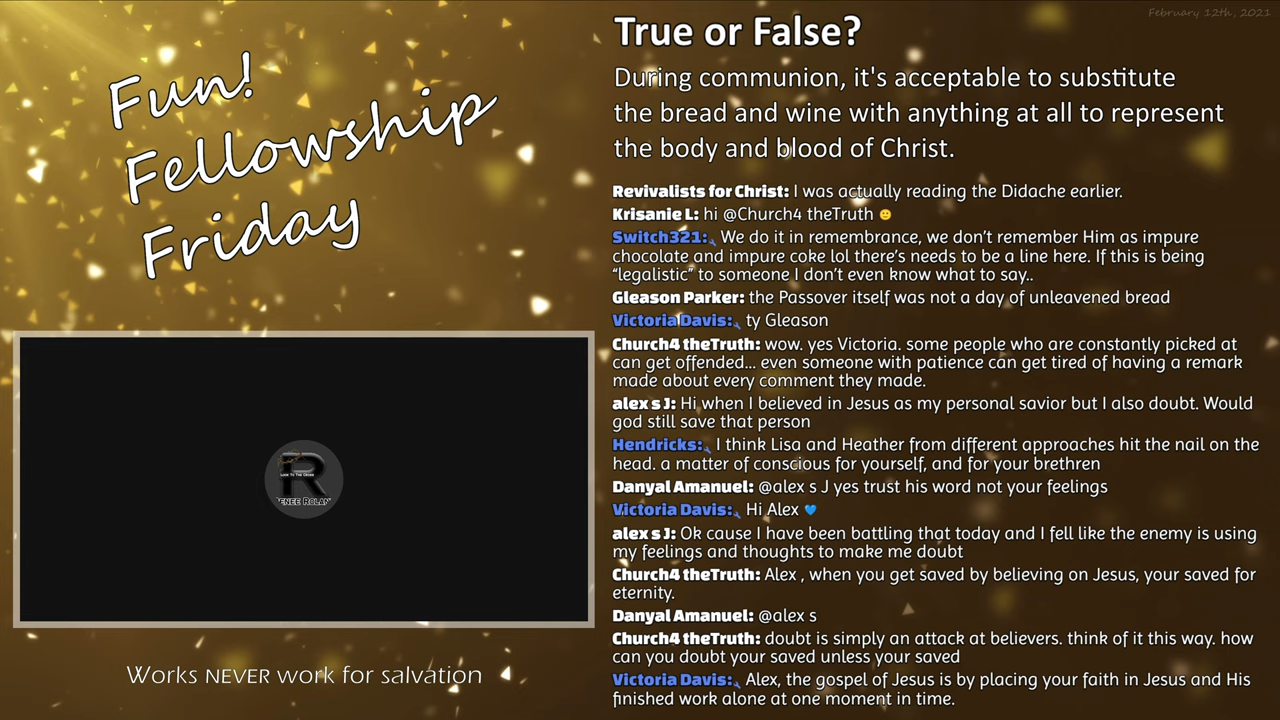 February 12th, 2021
Fun!
Fellowship
Friday
True or False?
During communion, it's acceptable to substitute
the bread and wine with anything at all to represent
the body and blood of Christ.
Revivalists for Christ: I was actually reading the Didache earlier.
Krisanie L: hi @Church4 theTruth 🙂
Switch321: We do it in remembrance, we don't remember Him as impure
chocolate and impure coke lol there's needs to be a line here. If this is being
"legalistic" to someone I don't even know what to say..
Gleason Parker: the Passover itself was not a day of unleavened bread
Victoria Davis: ty Gleason
Church4 theTruth: wow. yes Victoria. some people who are constantly picked at
can get offended... even someone with patience can get tired of having a remark
made about every comment they made.
alex s J: Hi when I believed in Jesus as my personal savior but I also doubt. Would
god still save that person
Hendricks: I think Lisa and Heather from different approaches hit the nail on the
head. a matter of conscious for yourself, and for your brethren
Danyal Amanuel: @alex s J yes trust his word not your feelings
Victoria Davis: Hi Alex 💙
alex s J: Ok cause I have been battling that today and I fell like the enemy is using
my feelings and thoughts to make me doubt
Church4 theTruth: Alex , when you get saved by believing on Jesus, your saved for
eternity.
Danyal Amanuel: @alex s
Church4 theTruth: doubt is simply an attack at believers. think of it this way. how
can you doubt your saved unless your saved
Victoria Davis: Alex, the gospel of Jesus is by placing your faith in Jesus and His
finished work alone at one moment in time.
R
LOOK TO THE CROSS
Works NEVER work for salvation